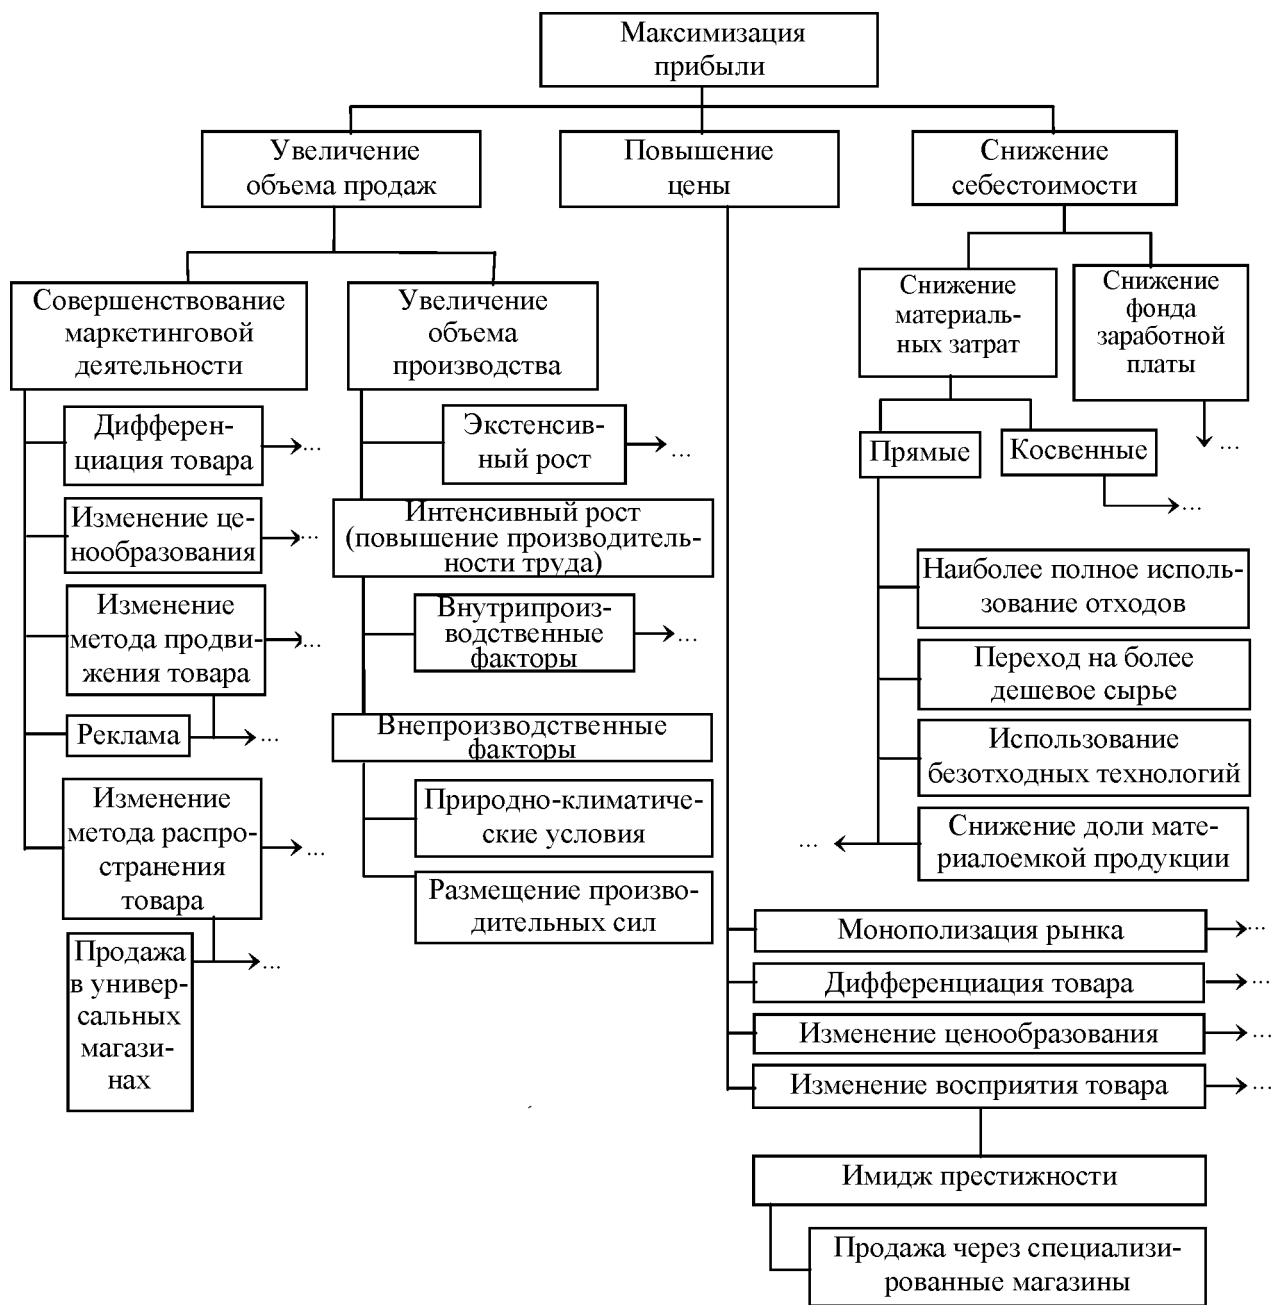 Максимизация
прибыли
Увеличение
объема продаж
Повышение
цены
Снижение
себестоимости
Совершенствование
маркетинговой
деятельности
Увеличение
объема
производства
Снижение
материаль-
ных затрат
Снижение
фонда
заработной
платы
Дифферен-
циация товара
...
Изменение це-
нообразования
...
Изменение
метода продви-
жения товара
...
Реклама
...
Изменение
метода распро-
странения
товара
...
Продажа
в универ-
сальных
магази-
нах
...
Экстенсив-
ный рост
...
Интенсивный рост
(повышение производитель-
ности труда)
Внутрипроиз-
водственные
факторы
...
Внепроизводственные
факторы
Природно-климатиче-
ские условия
Размещение произво-
дительных сил
Прямые
Косвенные
...
...
Наиболее полное исполь-
зование отходов
Переход на более
дешевое сырье
Использование
безотходных технологий
...
Снижение доли мате-
риалоемкой продукции
Монополизация рынка
...
Дифференциация товара
...
Изменение ценообразования
...
Изменение восприятия товара
...
Имидж престижности
Продажа через специализи-
рованные магазины